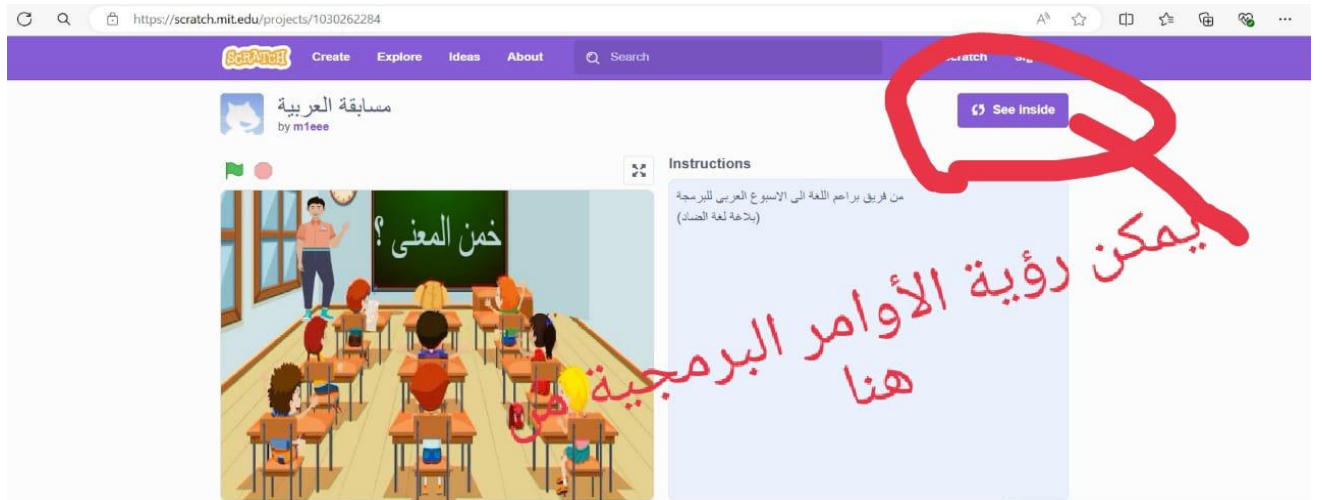 https://scratch.mit.edu/projects/1030262284
SCRATCH Create Explore Ideas About Search
مسابقة العربية
by m1eee
See inside
Instructions
من فريق براعم اللغة الى الاسبوع العربى للبرمجة
(بلاغة لغة الضاد)
خمن المعنى ؟
يمكن رؤية الأوامر البرمجية من
هنا